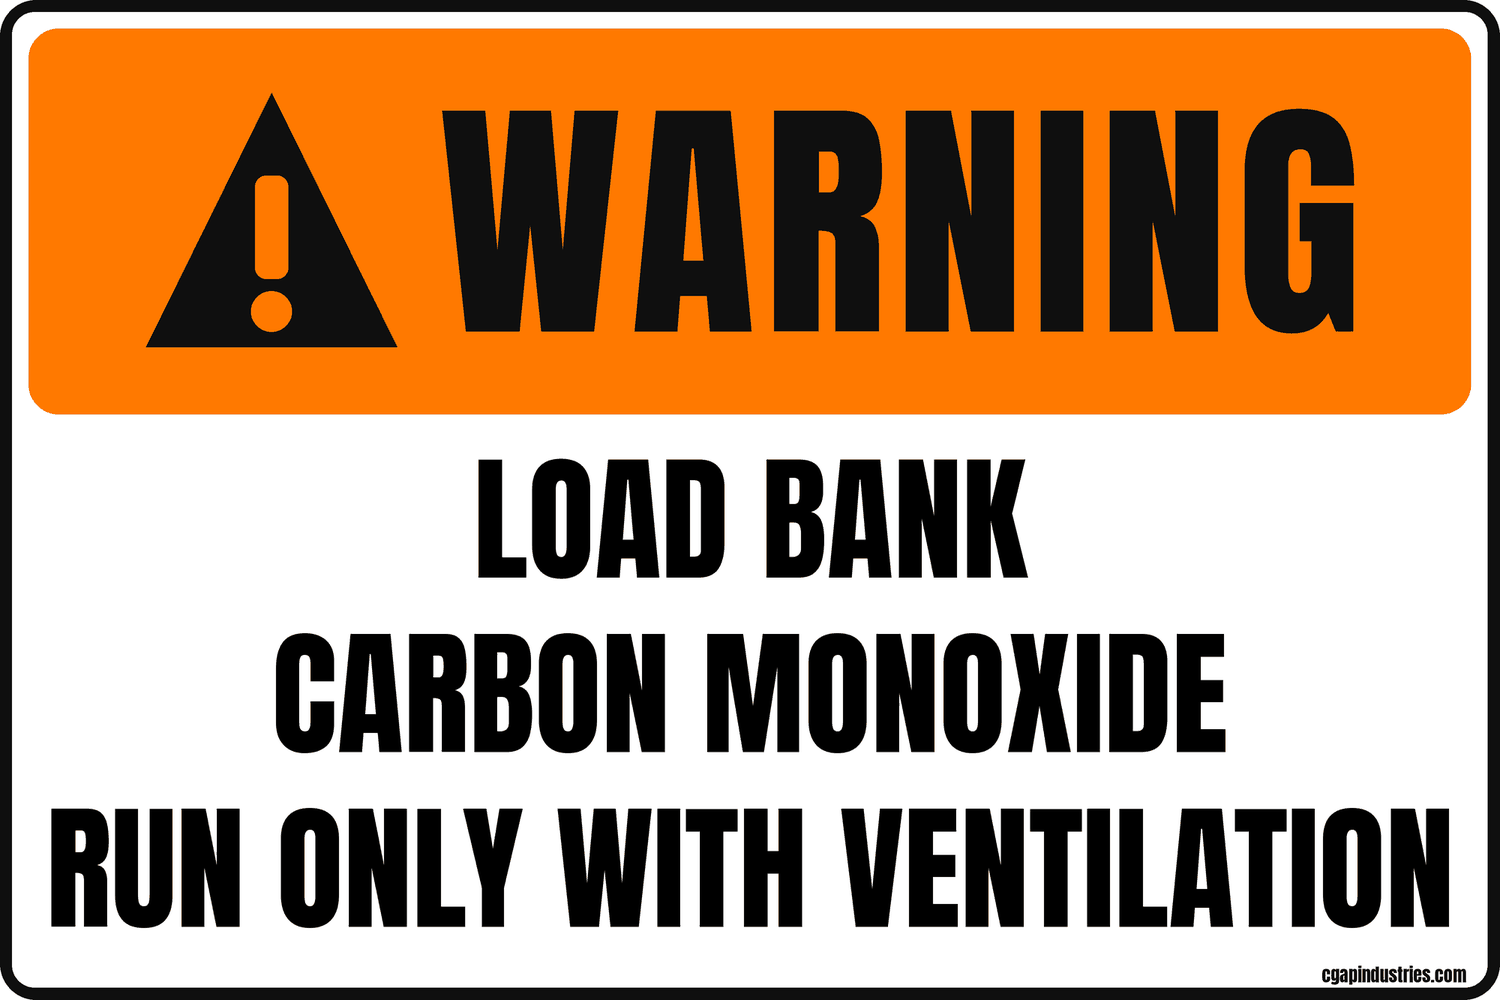 WARNING
LOAD BANK
CARBON MONOXIDE
RUN ONLY WITH VENTILATION
cgapindustries.com